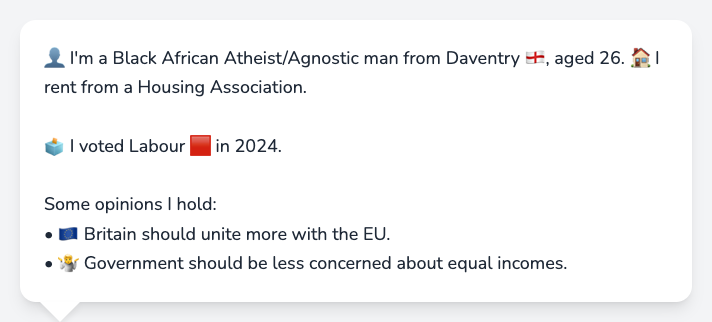 👤 I'm a Black African Atheist/Agnostic man from Daventry 🏴󠁧󠁢󠁥󠁮󠁧󠁿, aged 26. 🏠 I
rent from a Housing Association.
🗳️ I voted Labour 🟥 in 2024.
Some opinions I hold:
• 🇪🇺 Britain should unite more with the EU.
• 🤷 Government should be less concerned about equal incomes.